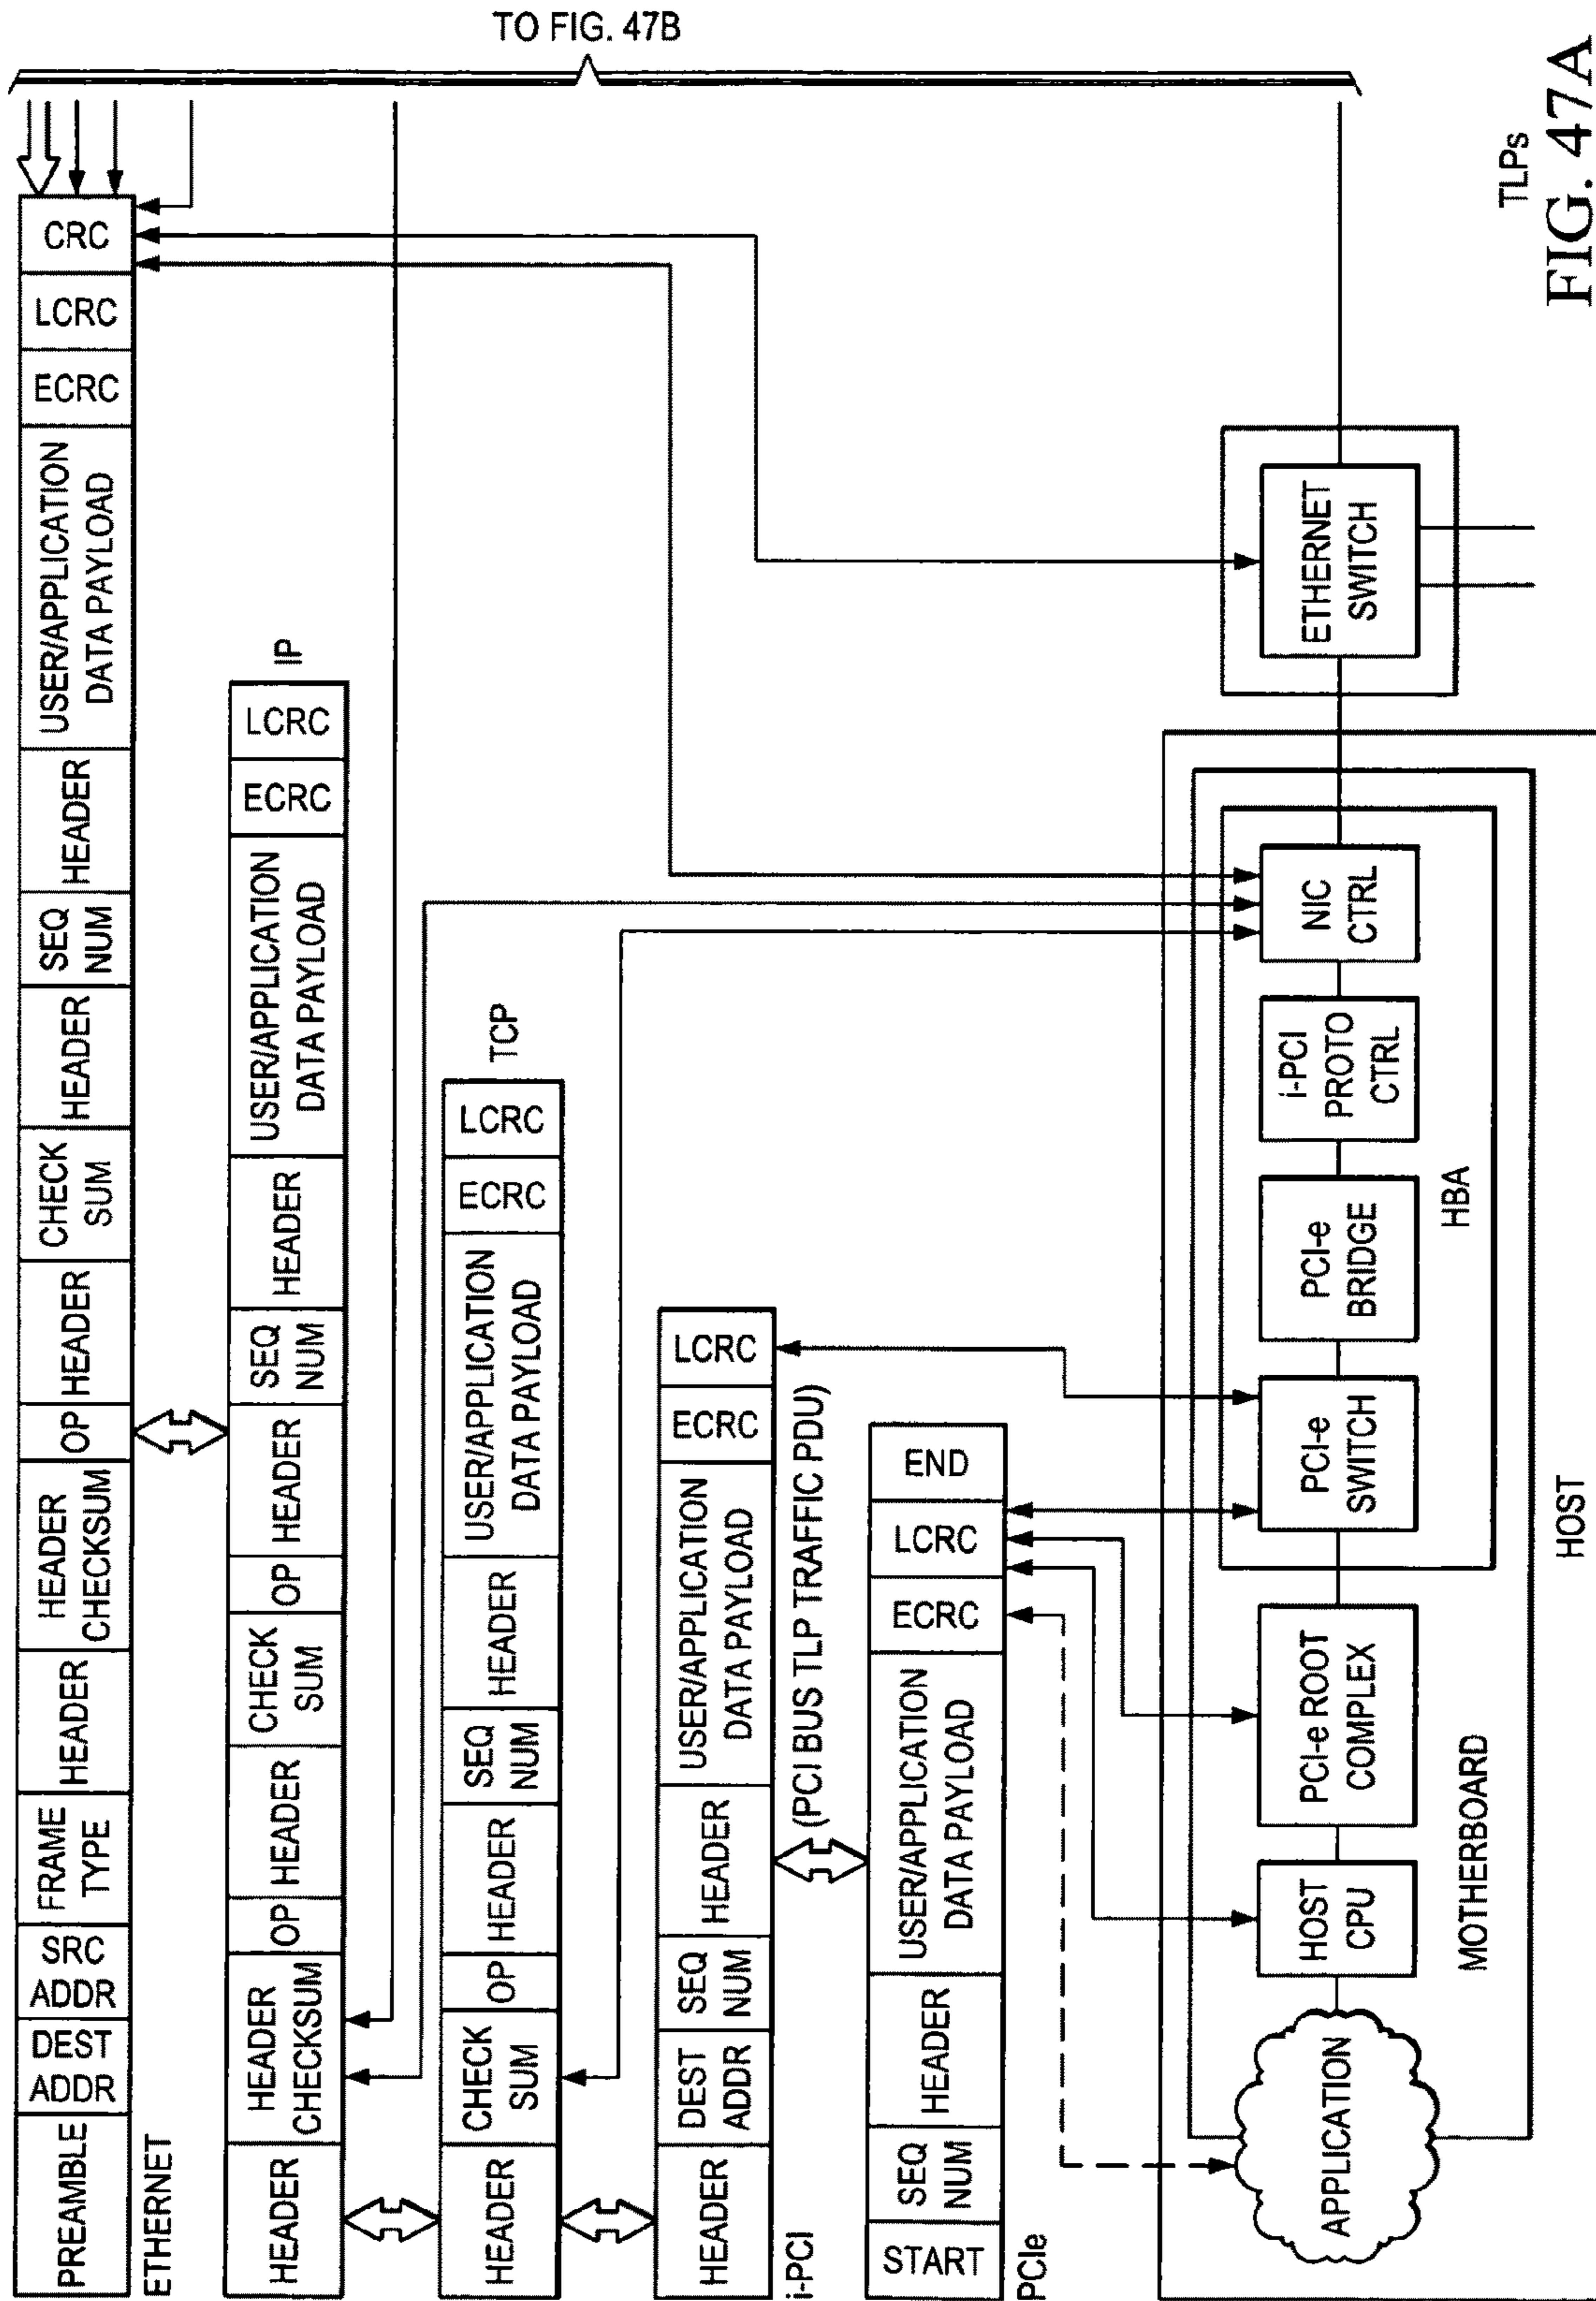 TO FIG. 47B
PREAMBLE
DEST
ADDR
SRC
ADDR
FRAME
TYPE
HEADER
HEADER
CHECKSUM
OP
HEADER
CHECK
SUM
HEADER
SEQ
NUM
HEADER
USER/APPLICATION
DATA PAYLOAD
ECRC
LCRC
CRC
ETHERNET
HEADER
HEADER
CHECKSUM
OP
HEADER
CHECK
SUM
OP
HEADER
SEQ
NUM
HEADER
USER/APPLICATION
DATA PAYLOAD
ECRC
LCRC
IP
HEADER
CHECK
SUM
OP
HEADER
SEQ
NUM
HEADER
USER/APPLICATION
DATA PAYLOAD
ECRC
LCRC
TCP
HEADER
DEST
ADDR
SEQ
NUM
HEADER
USER/APPLICATION
DATA PAYLOAD
ECRC
LCRC
i-PCI
(PCI BUS TLP TRAFFIC PDU)
START
SEQ
NUM
HEADER
USER/APPLICATION
DATA PAYLOAD
ECRC
LCRC
END
PCIe
APPLICATION
HOST
CPU
PCI-e ROOT
COMPLEX
PCI-e
SWITCH
PCI-e
BRIDGE
i-PCI
PROTO
CTRL
NIC
CTRL
ETHERNET
SWITCH
HBA
MOTHERBOARD
HOST
TLPs
FIG. 47A